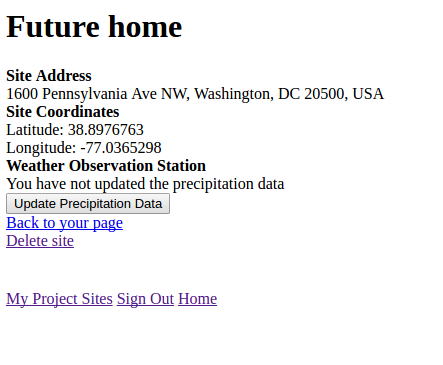 Future home
Site Address
1600 Pennsylvania Ave NW, Washington, DC 20500, USA
Site Coordinates
Latitude: 38.8976763
Longitude: -77.0365298
Weather Observation Station
You have not updated the precipitation data
Update Precipitation Data
Back to your page
Delete site
My Project Sites Sign Out Home